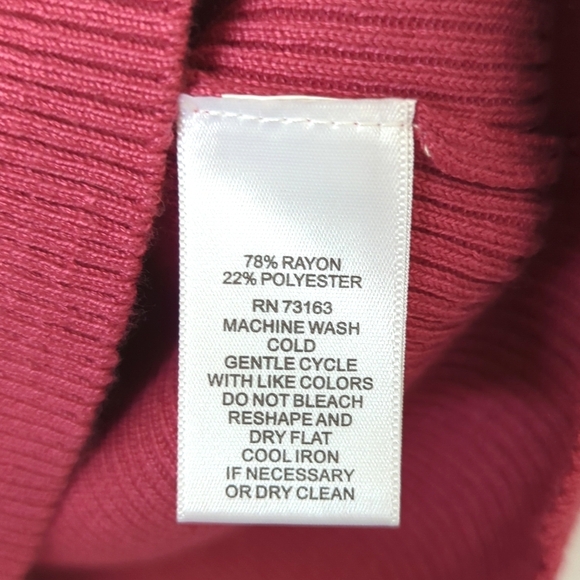 78% RAYON
22% POLYESTER
RN 73163
MACHINE WASH
COLD
GENTLE CYCLE
WITH LIKE COLORS
DO NOT BLEACH
RESHAPE AND
DRY FLAT
COOL IRON
IF NECESSARY
OR DRY CLEAN